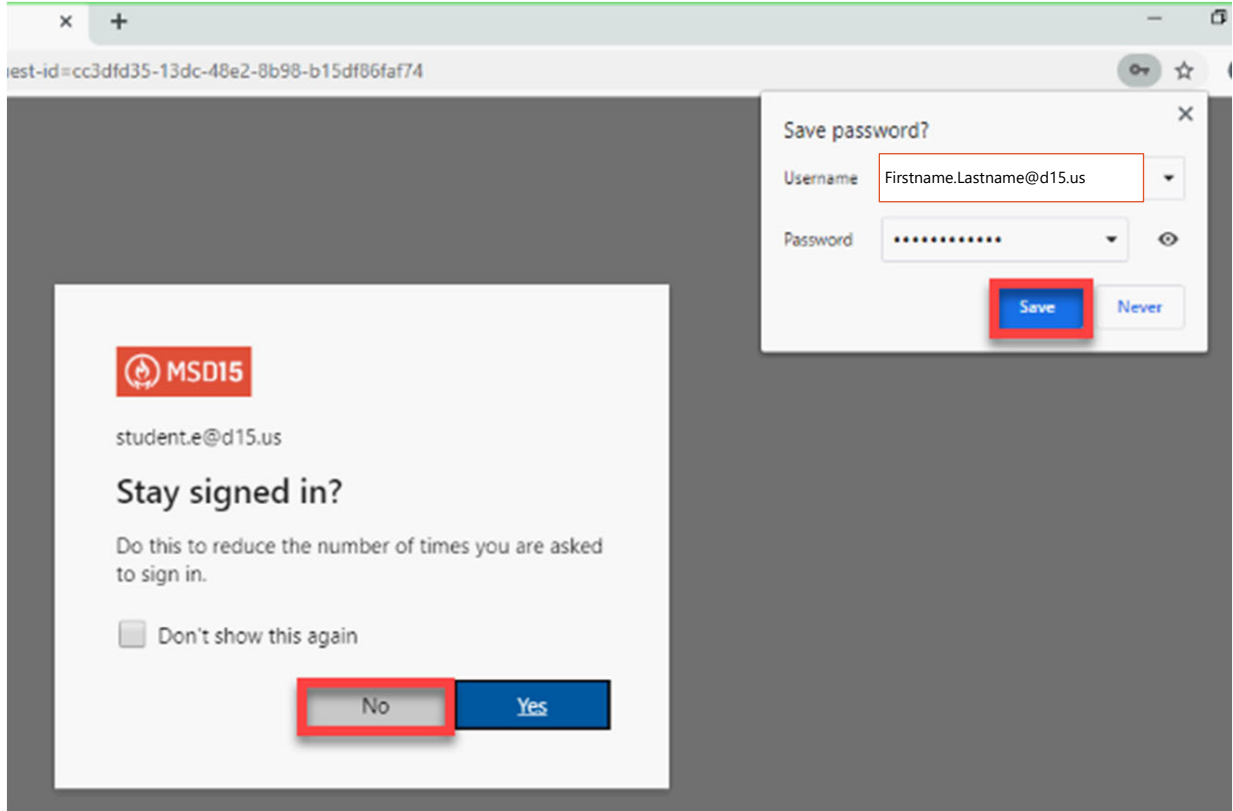 est-id=cc3dfd35-13dc-48e2-8b98-b15df86faf74
Save password?
Username Firstname.Lastname@d15.us
Password ••••••••••••
Save Never
MSD15
student.e@d15.us
Stay signed in?
Do this to reduce the number of times you are asked
to sign in.
Don't show this again
No Yes